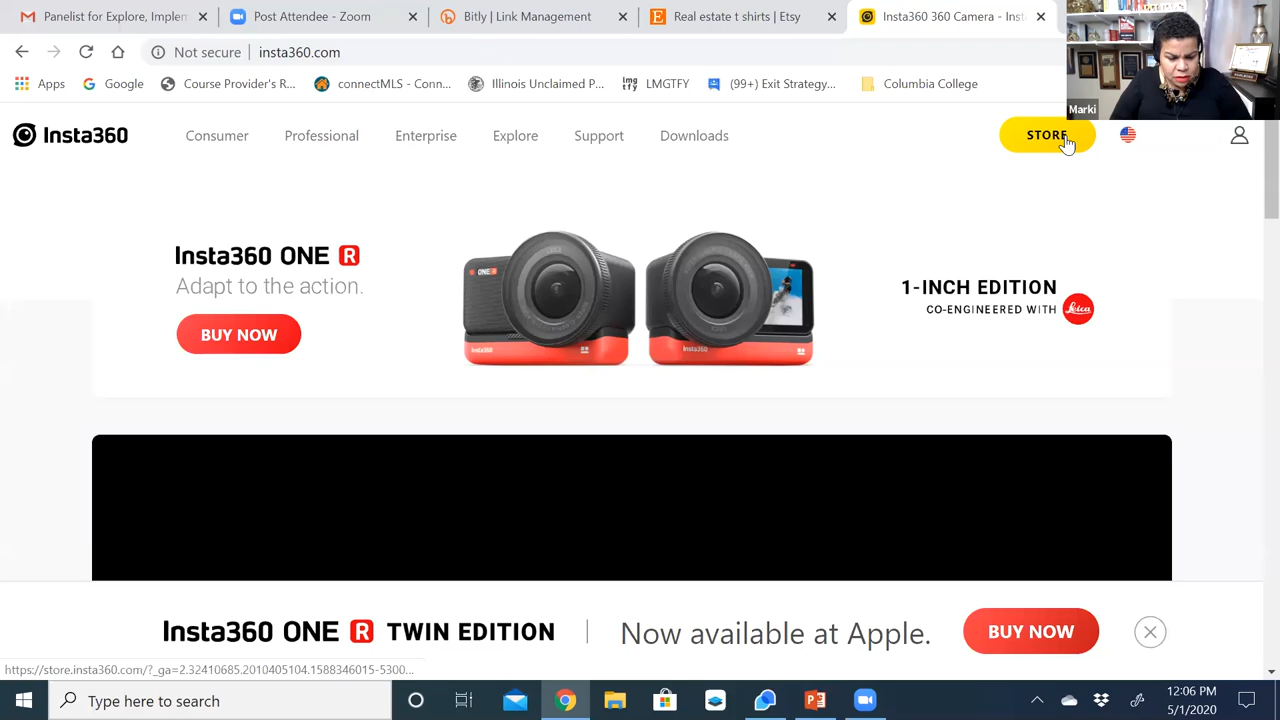 Panelist for Explore, Implem
Post Attendee - Zoom
Bitly | Link Management
Real estate t shirts | Etsy
Insta360 360 Camera - Inst
Not secure | insta360.com
Apps
Google
Course Provider's R...
connectMLS - Conn...
Illinois Unclaimed P...
LMGTFY
(99+) Exit Strategy...
Columbia College
Marki
Insta360
Consumer
Professional
Enterprise
Explore
Support
Downloads
STORE
Insta360 ONE R
Adapt to the action.
BUY NOW
ONE R
Insta360
Insta360
1-INCH EDITION
CO-ENGINEERED WITH Leica
Insta360 ONE R TWIN EDITION
Now available at Apple.
BUY NOW
https://store.insta360.com/?_ga=2.32410685.2010405104.1588346015-5300...
Type here to search
12:06 PM
5/1/2020